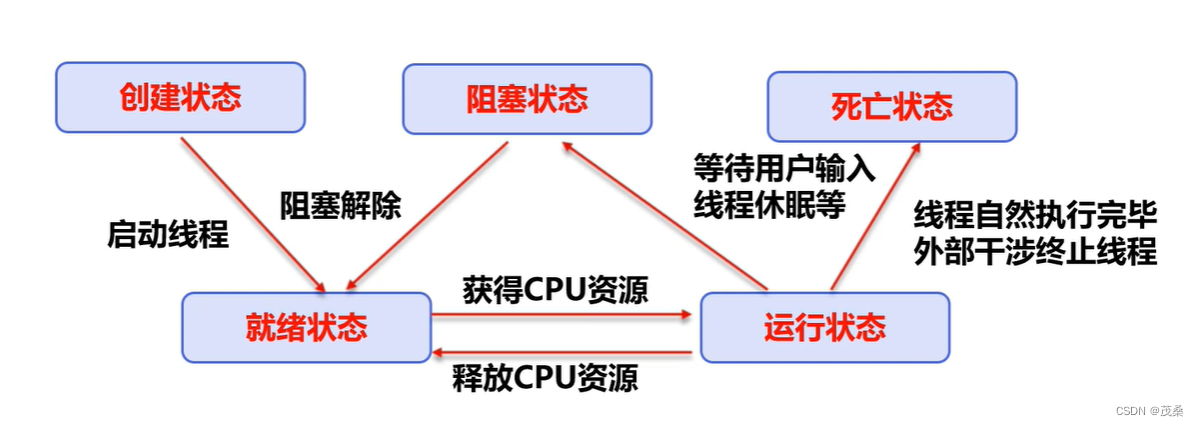 创建状态
阻塞状态
死亡状态
等待用户输入
线程休眠等
线程自然执行完毕
外部干涉终止线程
阻塞解除
启动线程
获得CPU资源
就绪状态
运行状态
释放CPU资源
CSDN @茂桑